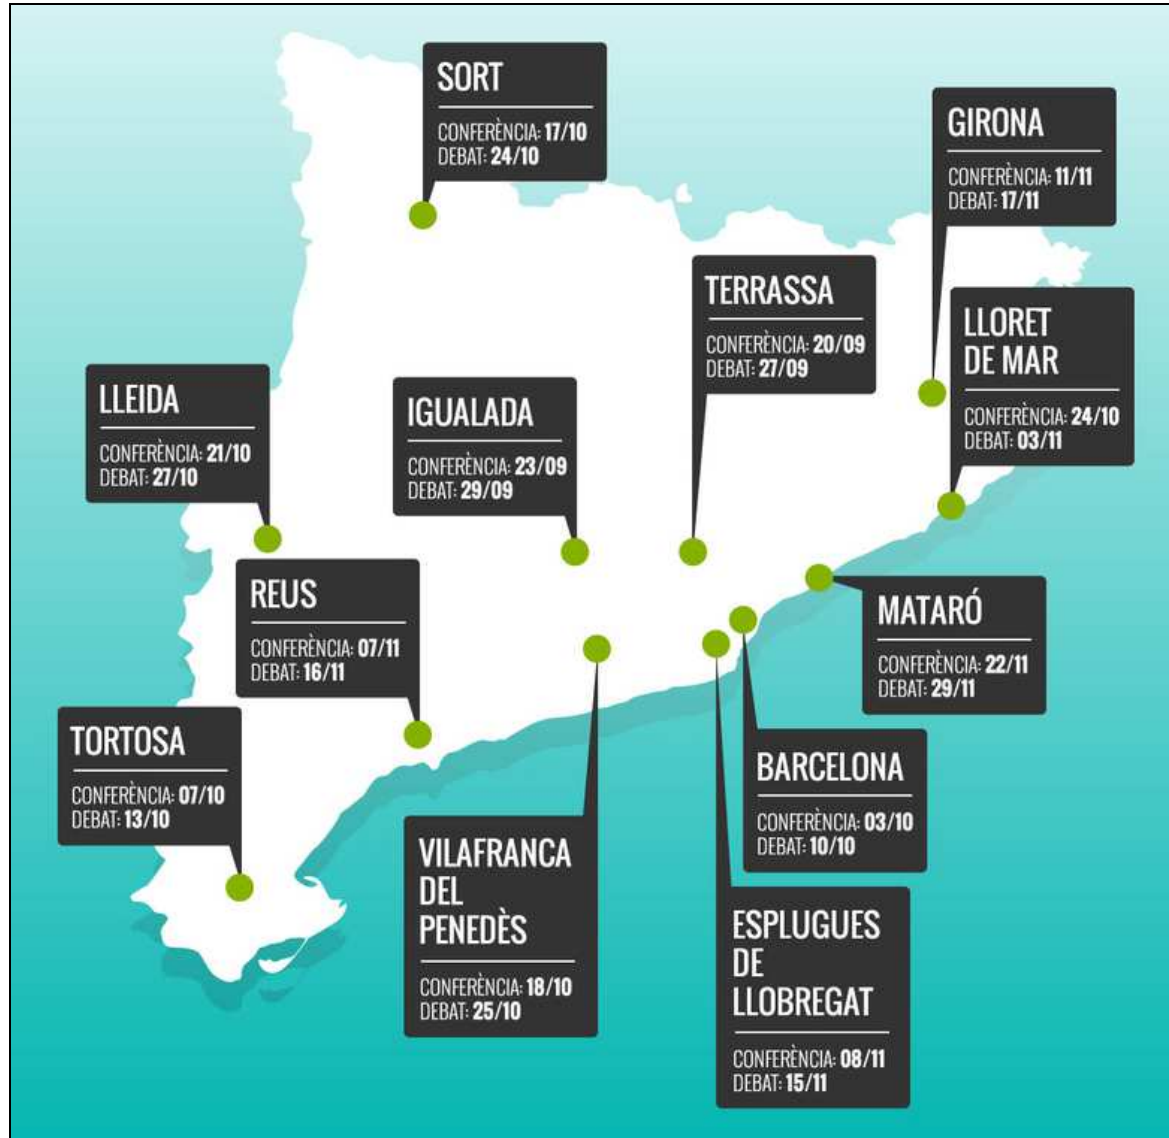 SORT
CONFERÈNCIA: 17/10
DEBAT: 24/10
GIRONA
CONFERÈNCIA: 11/11
DEBAT: 17/11
TERRASSA
CONFERÈNCIA: 20/09
DEBAT: 27/09
LLORET
DE MAR
CONFERÈNCIA: 24/10
DEBAT: 03/11
LLEIDA
CONFERÈNCIA: 21/10
DEBAT: 27/10
IGUALADA
CONFERÈNCIA: 23/09
DEBAT: 29/09
REUS
CONFERÈNCIA: 07/11
DEBAT: 16/11
MATARÓ
CONFERÈNCIA: 22/11
DEBAT: 29/11
TORTOSA
CONFERÈNCIA: 07/10
DEBAT: 13/10
BARCELONA
CONFERÈNCIA: 03/10
DEBAT: 10/10
VILAFRANCA
DEL
PENEDÈS
CONFERÈNCIA: 18/10
DEBAT: 25/10
ESPLUGUES
DE
LLOBREGAT
CONFERÈNCIA: 08/11
DEBAT: 15/11